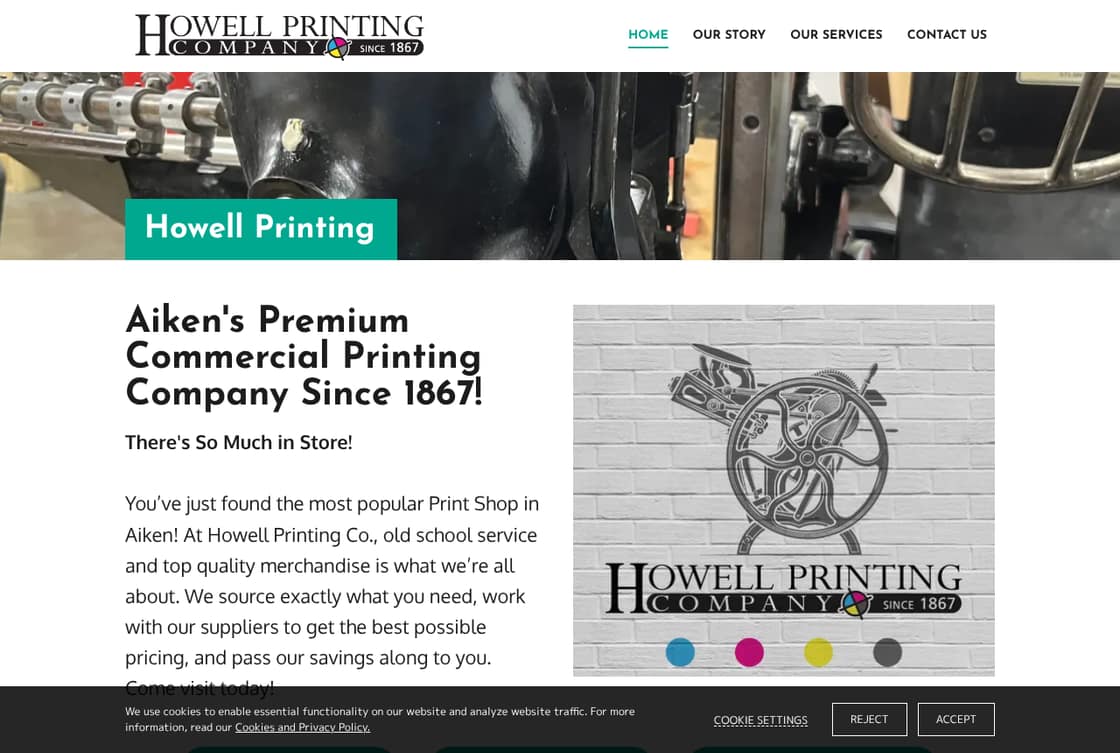 HOWELL PRINTING
COMPANY SINCE 1867
HOME OUR STORY OUR SERVICES CONTACT US
Howell Printing
Aiken's Premium
Commercial Printing
Company Since 1867!
There's So Much in Store!
You’ve just found the most popular Print Shop in
Aiken! At Howell Printing Co., old school service
and top quality merchandise is what we’re all
about. We source exactly what you need, work
with our suppliers to get the best possible
pricing, and pass our savings along to you.
Come visit today!
HOWELL PRINTING
COMPANY SINCE 1867
We use cookies to enable essential functionality on our website and analyze website traffic. For more
information, read our Cookies and Privacy Policy.
COOKIE SETTINGS REJECT ACCEPT